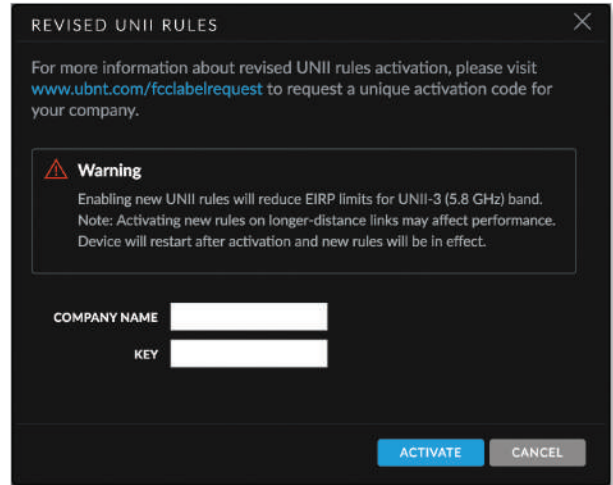 REVISED UNII RULES
For more information about revised UNII rules activation, please visit
www.ubnt.com/fcclabelrequest to request a unique activation code for
your company.
Warning
Enabling new UNII rules will reduce EIRP limits for UNII-3 (5.8 GHz) band.
Note: Activating new rules on longer-distance links may affect performance.
Device will restart after activation and new rules will be in effect.
COMPANY NAME
KEY
ACTIVATE CANCEL